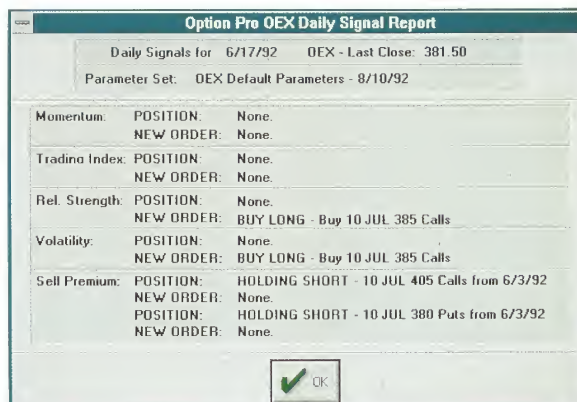 Option Pro OEX Daily Signal Report
Daily Signals for 6/17/92 OEX - Last Close: 381.50
Parameter Set: OEX Default Parameters - 8/10/92
Momentum: POSITION: None.
NEW ORDER: None.
Trading Index: POSITION: None.
NEW ORDER: None.
Rel. Strength: POSITION: None.
NEW ORDER: BUY LONG - Buy 10 JUL 385 Calls
Volatility: POSITION: None.
NEW ORDER: BUY LONG - Buy 10 JUL 385 Calls
Sell Premium: POSITION: HOLDING SHORT - 10 JUL 405 Calls from 6/3/92
NEW ORDER: None.
POSITION: HOLDING SHORT - 10 JUL 380 Puts from 6/3/92
NEW ORDER: None.
OK